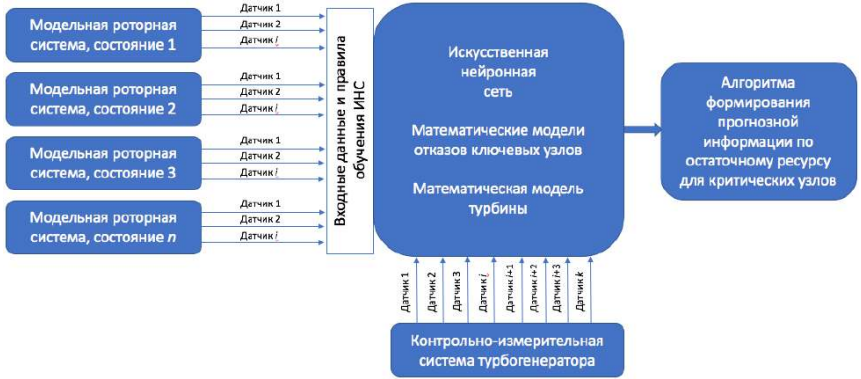 Модельная роторная
система, состояние 1
Датчик 1
Датчик 2
Датчик i
Модельная роторная
система, состояние 2
Датчик 1
Датчик 2
Датчик i
Модельная роторная
система, состояние 3
Датчик 1
Датчик 2
Датчик i
Модельная роторная
система, состояние n
Датчик 1
Датчик 2
Датчик i
Входные данные и правила
обучения ИНС
Искусственная
нейронная
сеть
Математические модели
отказов ключевых узлов
Математическая модель
турбины
Алгоритма
формирования
прогнозной
информации по
остаточному ресурсу
для критических узлов
Датчик 1
Датчик 2
Датчик 3
Датчик i
Датчик i+1
Датчик i+2
Датчик i+3
Датчик k
Контрольно-измерительная
система турбогенератора